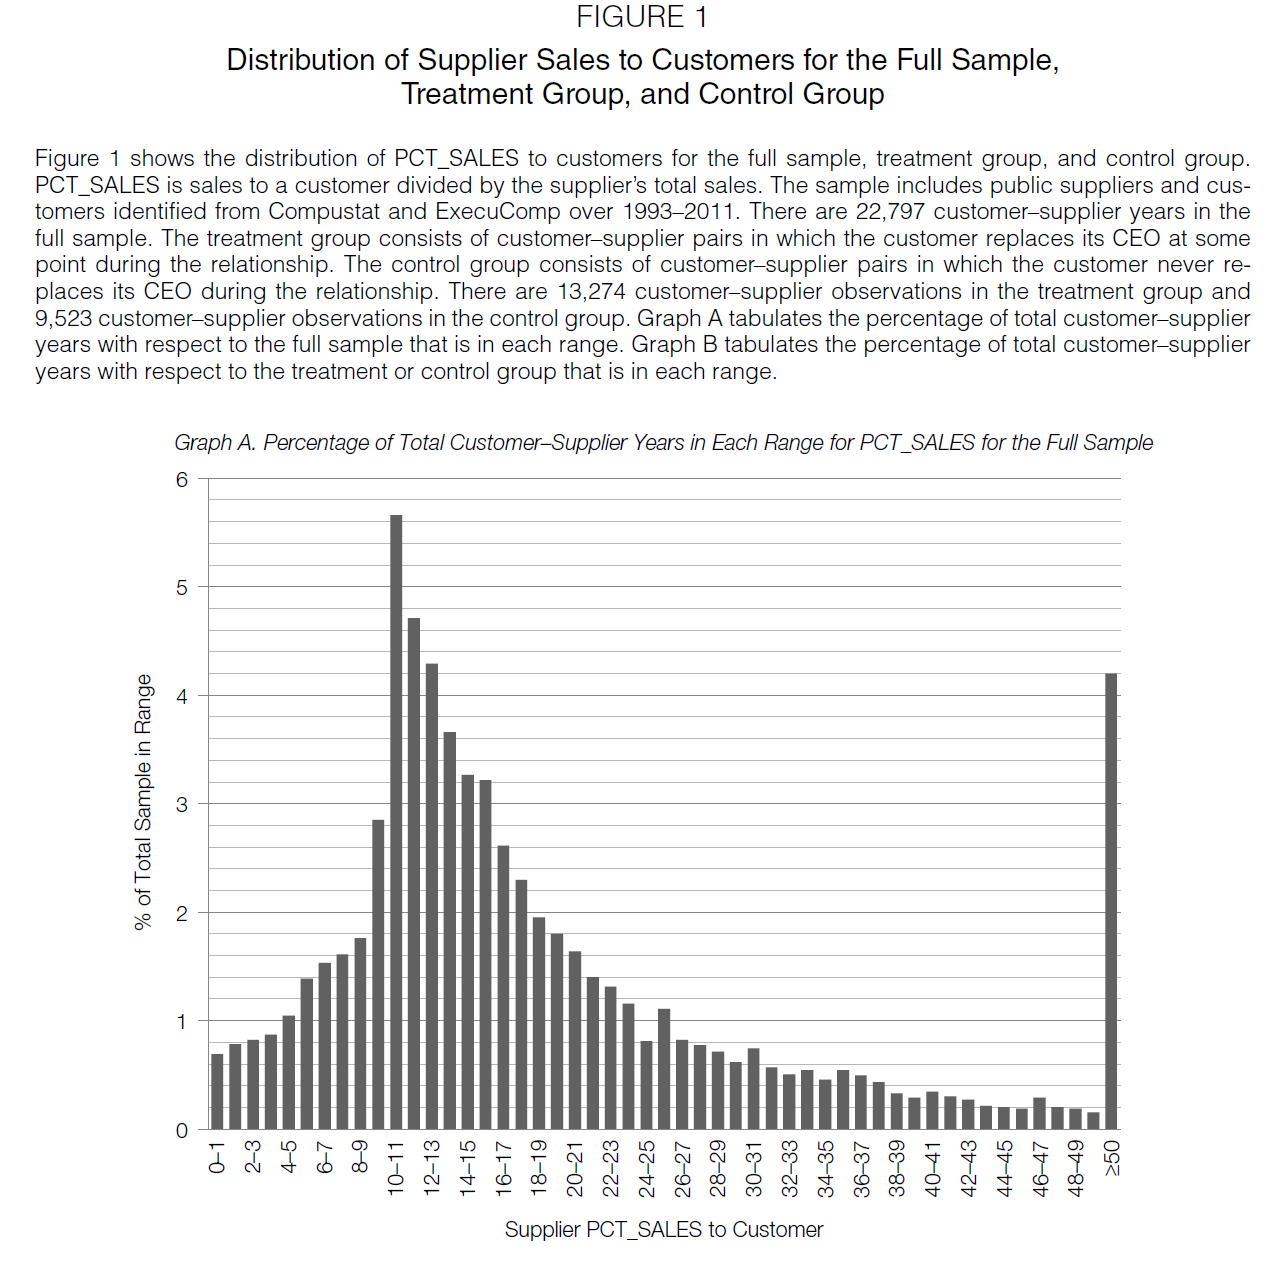 FIGURE 1
Distribution of Supplier Sales to Customers for the Full Sample,
Treatment Group, and Control Group
Figure 1 shows the distribution of PCT_SALES to customers for the full sample, treatment group, and control group.
PCT_SALES is sales to a customer divided by the supplier's total sales. The sample includes public suppliers and cus-
tomers identified from Compustat and ExecuComp over 1993–2011. There are 22,797 customer–supplier years in the
full sample. The treatment group consists of customer–supplier pairs in which the customer replaces its CEO at some
point during the relationship. The control group consists of customer–supplier pairs in which the customer never re-
places its CEO during the relationship. There are 13,274 customer–supplier observations in the treatment group and
9,523 customer–supplier observations in the control group. Graph A tabulates the percentage of total customer–supplier
years with respect to the full sample that is in each range. Graph B tabulates the percentage of total customer–supplier
years with respect to the treatment or control group that is in each range.
Graph A. Percentage of Total Customer–Supplier Years in Each Range for PCT_SALES for the Full Sample
% of Total Sample in Range
6
5
4
3
2
1
0
0–1
2–3
4–5
6–7
8–9
10–11
12–13
14–15
16–17
18–19
20–21
22–23
24–25
26–27
28–29
30–31
32–33
34–35
36–37
38–39
40–41
42–43
44–45
46–47
48–49
≥50
Supplier PCT_SALES to Customer